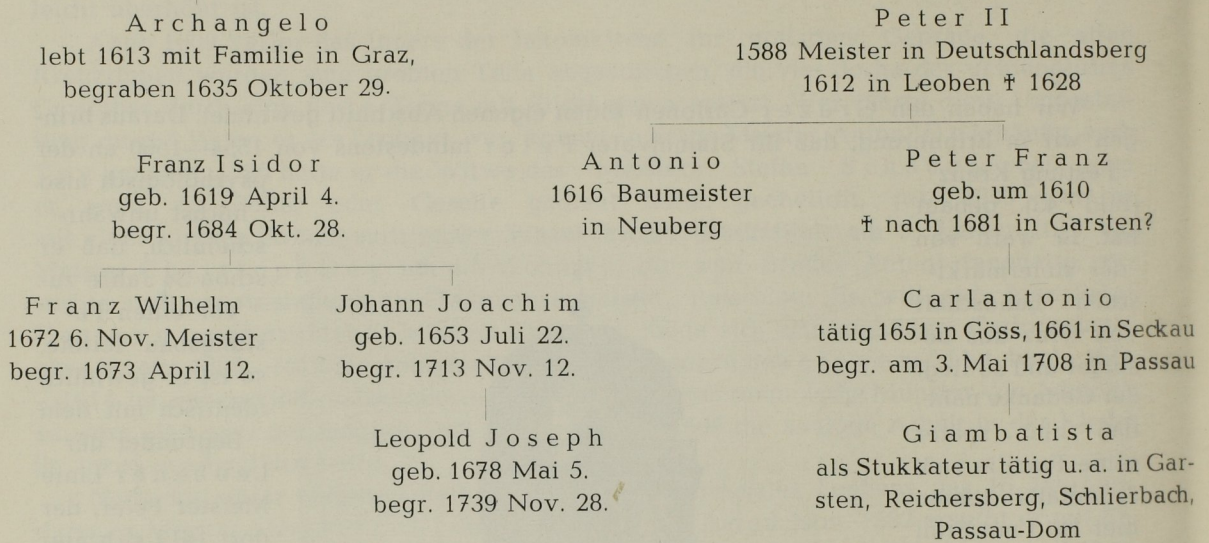 Archangelo
lebt 1613 mit Familie in Graz,
begraben 1635 Oktober 29.
Peter II
1588 Meister in Deutschlandsberg
1612 in Leoben ✝ 1628
Franz Isidor
geb. 1619 April 4.
begr. 1684 Okt. 28.
Antonio
1616 Baumeister
in Neuberg
Peter Franz
geb. um 1610
✝ nach 1681 in Garsten?
Franz Wilhelm
1672 6. Nov. Meister
begr. 1673 April 12.
Johann Joachim
geb. 1653 Juli 22.
begr. 1713 Nov. 12.
Carlantonio
tätig 1651 in Göss, 1661 in Seckau
begr. am 3. Mai 1708 in Passau
Leopold Joseph
geb. 1678 Mai 5.
begr. 1739 Nov. 28.
Giambatista
als Stukkateur tätig u. a. in Gar-
sten, Reichersberg, Schlierbach,
Passau-Dom